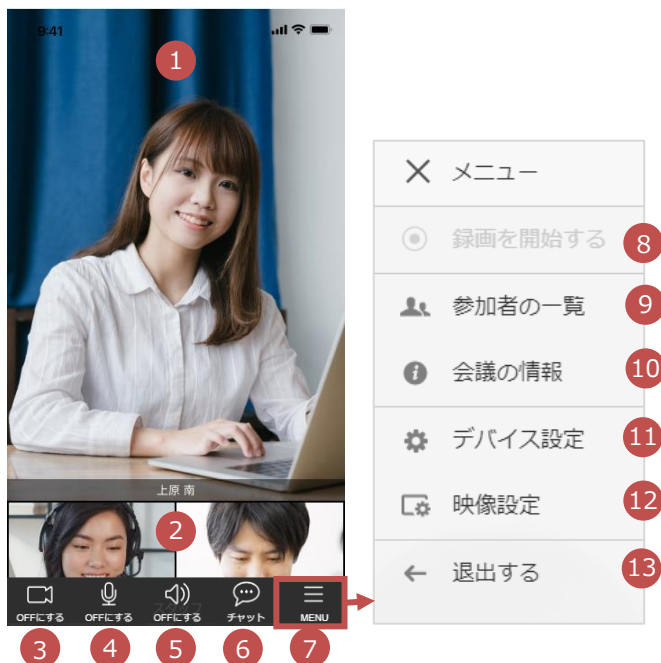 9:41
1
上原 南
2
OFFにする
OFFにする
OFFにする
チャット
MENU
3
4
5
6
7
メニュー
録画を開始する
8
参加者の一覧
9
会議の情報
10
デバイス設定
11
映像設定
12
退出する
13